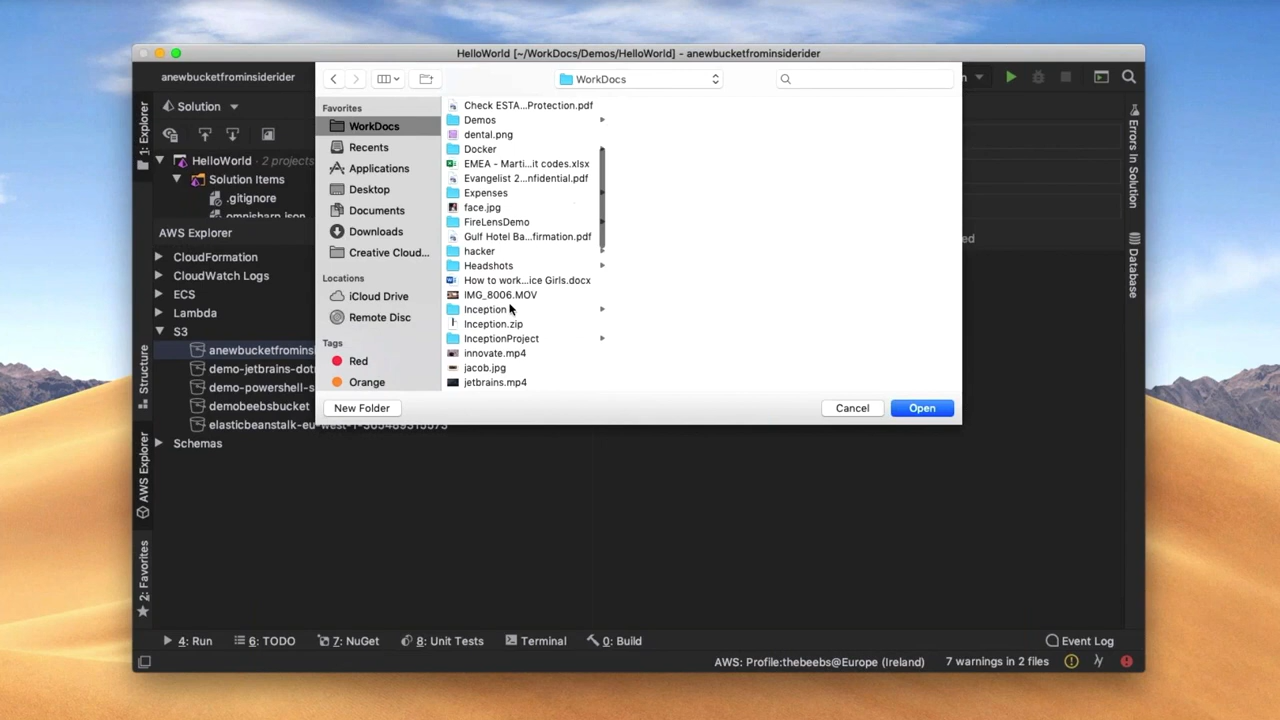 HelloWorld [~/WorkDocs/Demos/HelloWorld] - anewbucketfrominsiderider
anewbucketfrominsiderider
WorkDocs
1: Explorer
Structure
AWS Explorer
2: Favorites
Solution
HelloWorld · 2 projects
Solution Items
.gitignore
omnisharp.json
AWS Explorer
CloudFormation
CloudWatch Logs
ECS
Lambda
S3
anewbucketfrominsi
demo-jetbrains-dotn
demo-powershell-s
demobeebsbucket
Schemas
Favorites
WorkDocs
Recents
Applications
Desktop
Documents
Downloads
Creative Cloud...
Locations
iCloud Drive
Remote Disc
Tags
Red
Orange
Check ESTA...Protection.pdf
Demos
dental.png
Docker
EMEA - Marti...it codes.xlsx
Evangelist 2...nfidential.pdf
Expenses
face.jpg
FireLensDemo
Gulf Hotel Ba...firmation.pdf
hacker
Headshots
How to work...ice Girls.docx
IMG_8006.MOV
Inception
Inception.zip
InceptionProject
innovate.mp4
jacob.jpg
jetbrains.mp4
New Folder
Cancel
Open
n
ed
Errors In Solution
Database
4: Run
6: TODO
7: NuGet
8: Unit Tests
Terminal
0: Build
Event Log
AWS: Profile:thebeebs@Europe (Ireland)
7 warnings in 2 files